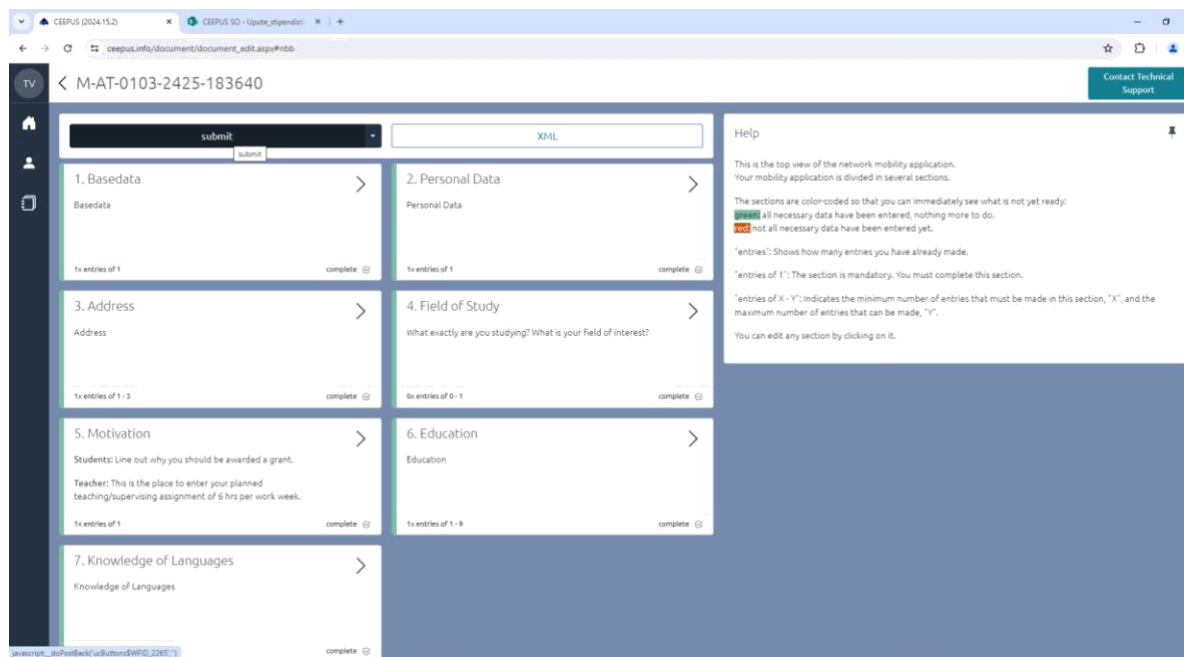 CEEPUS (2024.15.2)
CEEPUS SO - Upute_stipendisti
ceepus.info/document/document_edit.aspx#nbb
TV
M-AT-0103-2425-183640
Contact Technical
Support
submit
XML
submit
1. Basedata
Basedata
1x entries of 1
complete
2. Personal Data
Personal Data
1x entries of 1
complete
3. Address
Address
1x entries of 1 - 3
complete
4. Field of Study
What exactly are you studying? What is your field of interest?
0x entries of 0 - 1
complete
5. Motivation
Students: Line out why you should be awarded a grant.
Teacher: This is the place to enter your planned
teaching/supervising assignment of 6 hrs per work week.
1x entries of 1
complete
6. Education
Education
1x entries of 1 - 9
complete
7. Knowledge of Languages
Knowledge of Languages
complete
Help
This is the top view of the network mobility application.
Your mobility application is divided in several sections.
The sections are color-coded so that you can immediately see what is not yet ready:
green: all necessary data have been entered, nothing more to do.
red: not all necessary data have been entered yet.
"entries": Shows how many entries you have already made.
"entries of 1": The section is mandatory. You must complete this section.
"entries of X - Y": Indicates the minimum number of entries that must be made in this section, "X", and the
maximum number of entries that can be made, "Y".
You can edit any section by clicking on it.
javascript:__doPostBack('ucButtons$WFID_2265','')